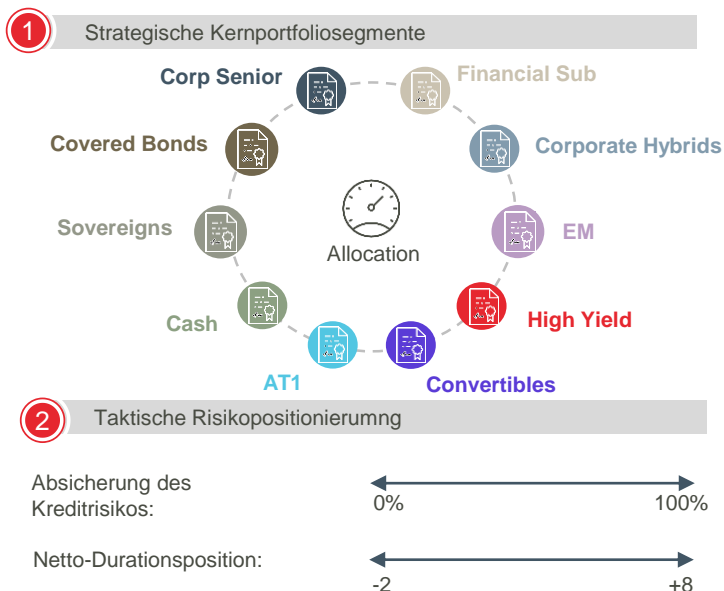 1
Strategische Kernportfoliosegmente
Corp Senior
Financial Sub
Covered Bonds
Corporate Hybrids
Sovereigns
EM
Allocation
Cash
High Yield
AT1
Convertibles
2
Taktische Risikopositionierumng
Absicherung des
Kreditrisikos:
0%
100%
Netto-Durationsposition:
-2
+8